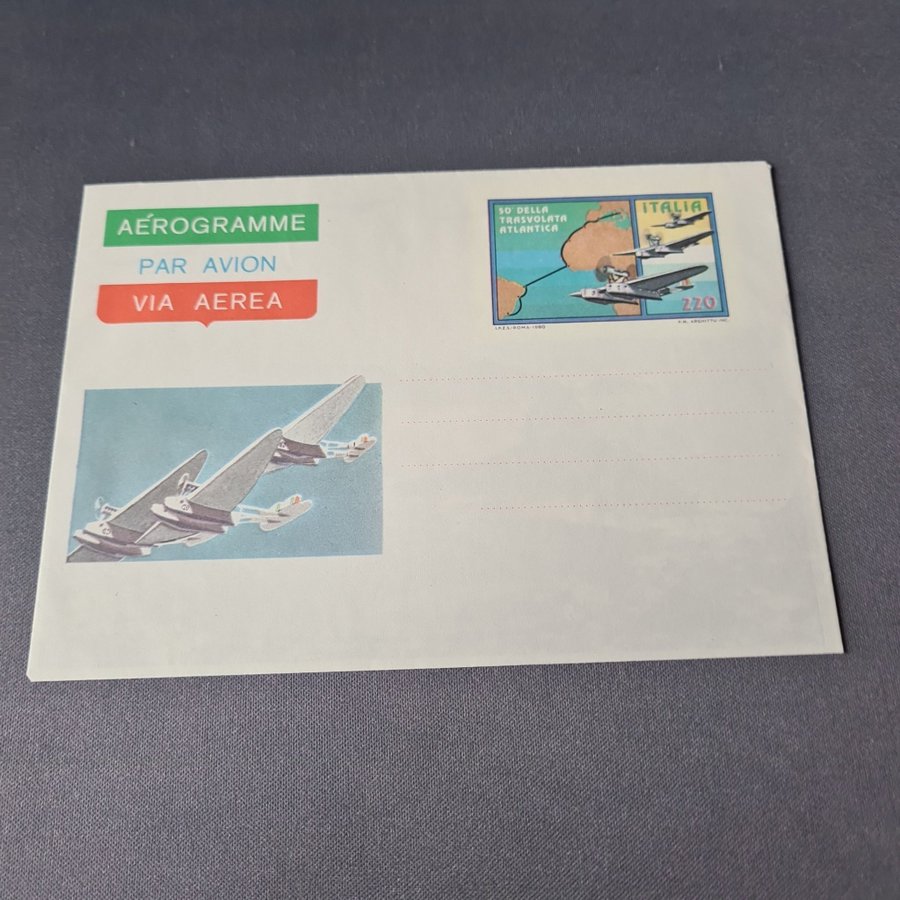 AÉROGRAMME
PAR AVION
VIA AEREA
50° DELLA
TRASVOLATA
ATLANTICA
ITALIA
220
I.P.Z.S.-ROMA-1980